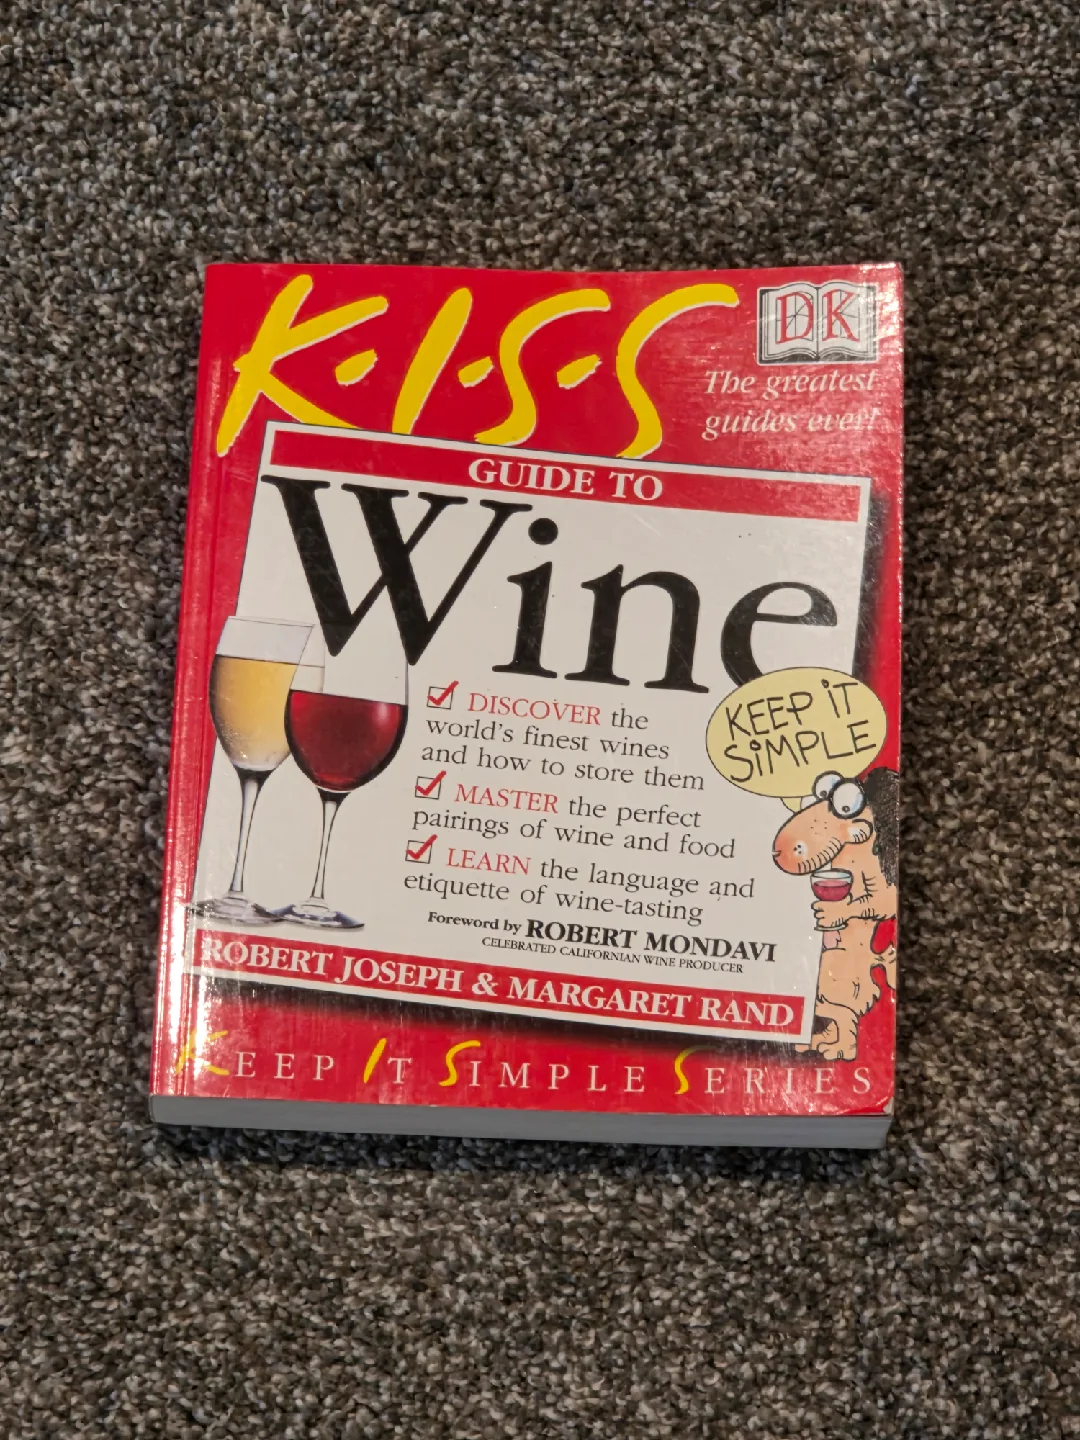 K·I·S·S
DK
The greatest
guides ever!
GUIDE TO
Wine
KEEP iT
SiMPLE
DISCOVER the
world's finest wines
and how to store them
MASTER the perfect
pairings of wine and food
LEARN the language and
etiquette of wine-tasting
Foreword by ROBERT MONDAVI
CELEBRATED CALIFORNIAN WINE PRODUCER
ROBERT JOSEPH & MARGARET RAND
KEEP IT SIMPLE SERIES